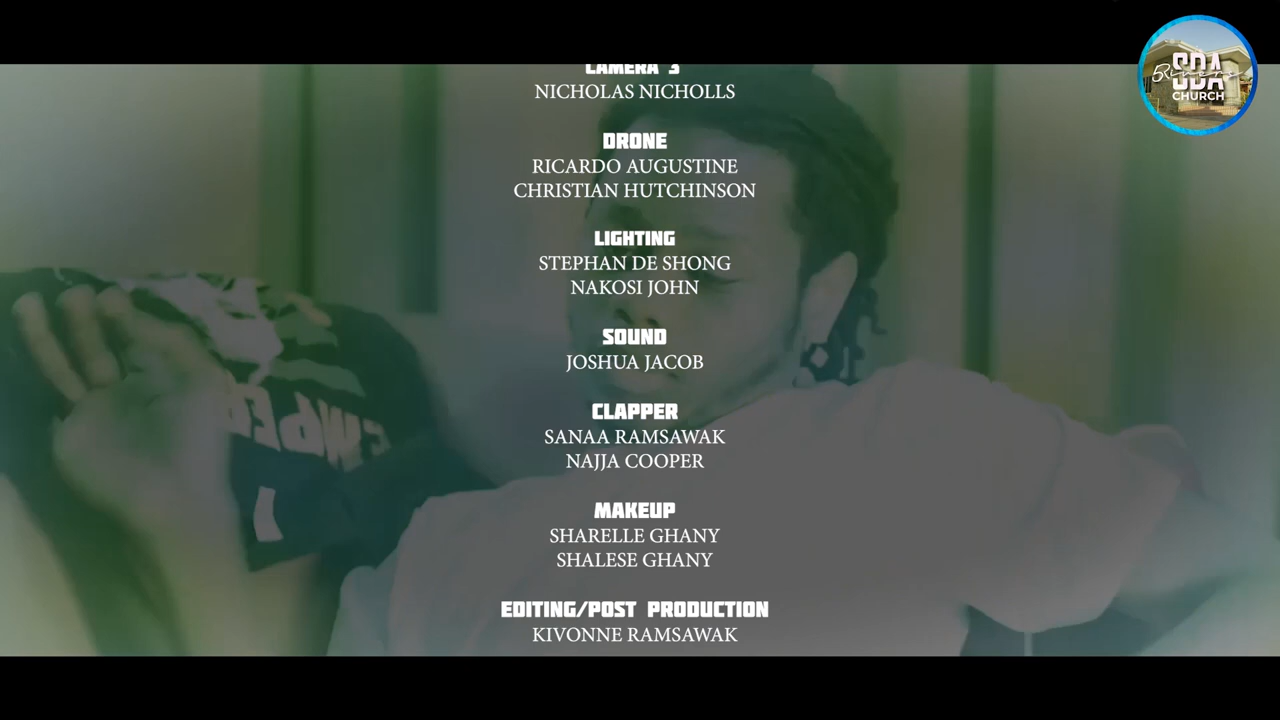 CAMERA 3
NICHOLAS NICHOLLS
DRONE
RICARDO AUGUSTINE
CHRISTIAN HUTCHINSON
LIGHTING
STEPHAN DE SHONG
NAKOSI JOHN
SOUND
JOSHUA JACOB
CLAPPER
SANAA RAMSAWAK
NAJJA COOPER
MAKEUP
SHARELLE GHANY
SHALESE GHANY
EDITING/POST PRODUCTION
KIVONNE RAMSAWAK
SDA
5Rivers
CHURCH